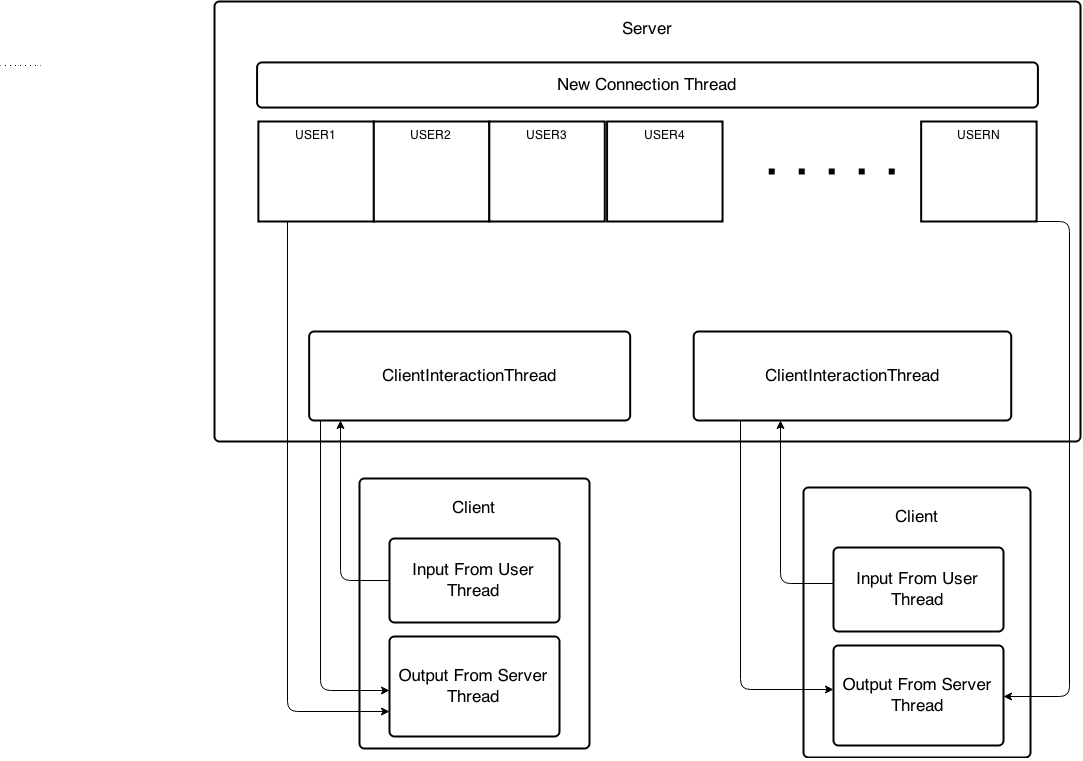 Server
New Connection Thread
USER1 USER2 USER3 USER4 USERN
ClientInteractionThread ClientInteractionThread
Client
Input From User
Thread
Output From Server
Thread
Client
Input From User
Thread
Output From Server
Thread